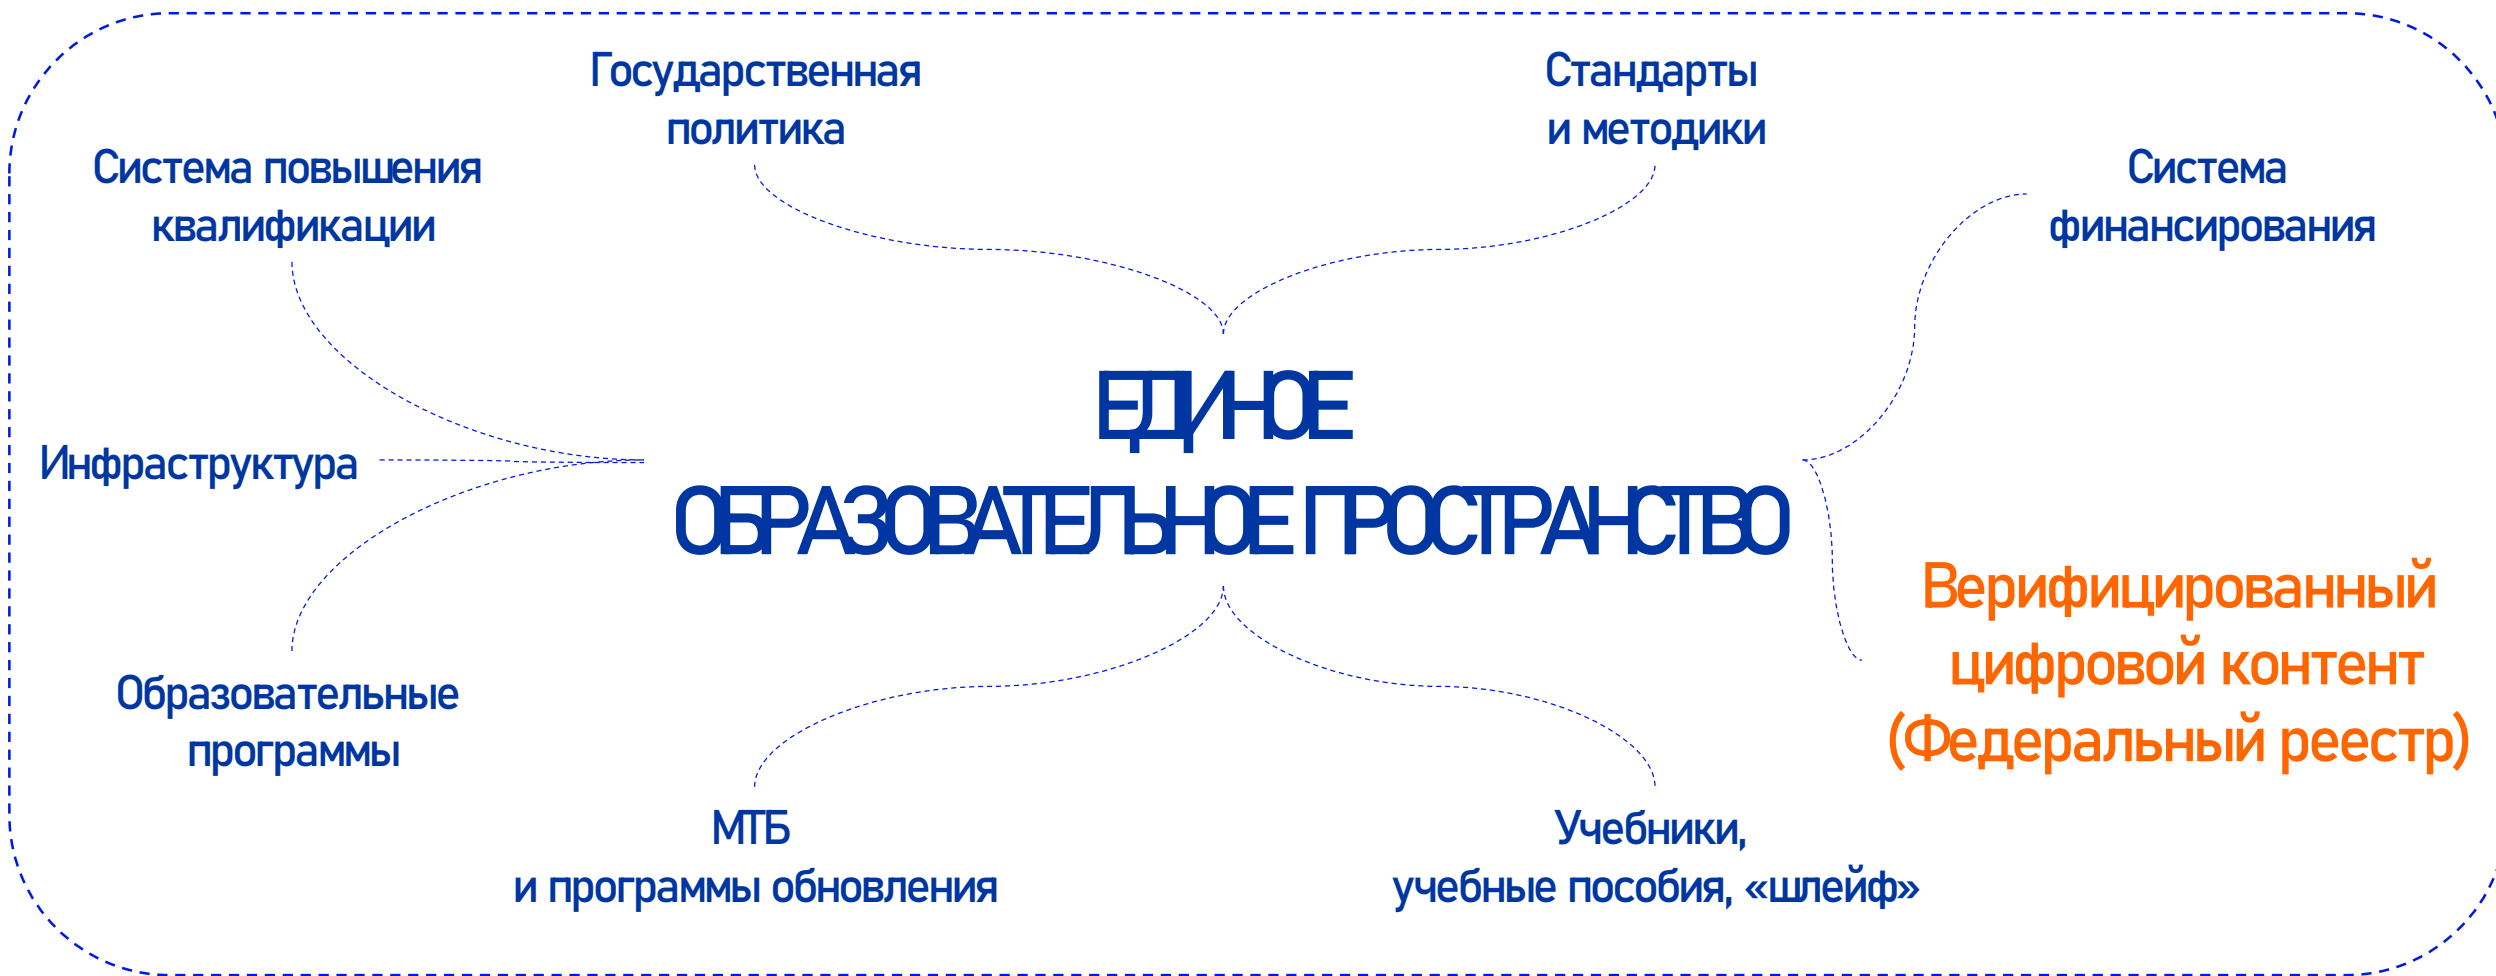 Государственная
политика
Стандарты
и методики
Система повышения
квалификации
Система
финансирования
ЕДИНОЕ
ОБРАЗОВАТЕЛЬНОЕ ПРОСТРАНСТВО
Инфраструктура
Верифицированный
цифровой контент
(Федеральный реестр)
Образовательные
программы
МТБ
и программы обновления
Учебники,
учебные пособия, «шлейф»